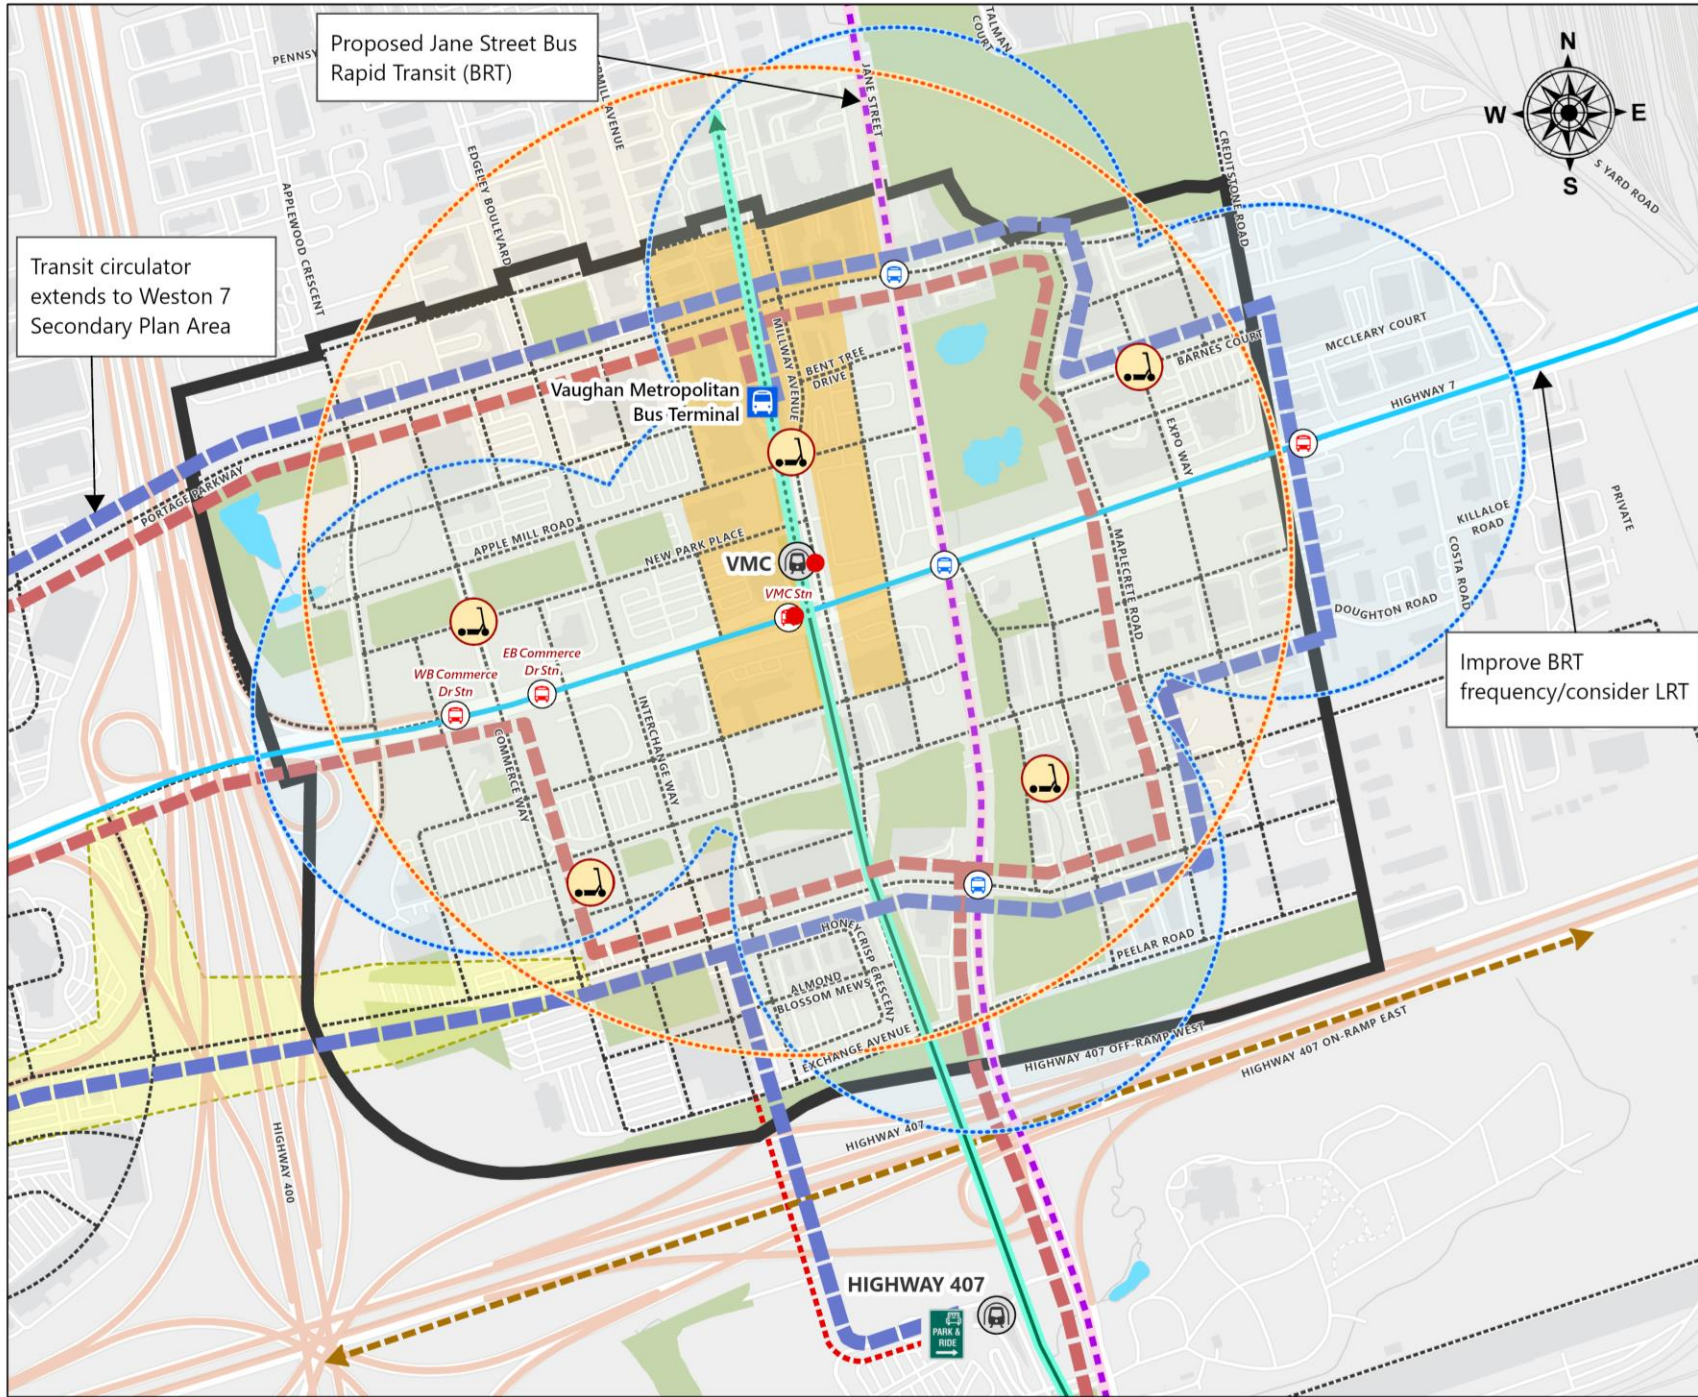 Proposed Jane Street Bus
Rapid Transit (BRT)
PENNSY
RMILL AVENUE
TALMAN
COURT
JANE STREET
N
W
E
S
S YARD ROAD
CREDITSTONE ROAD
EDGELEY BOULEVARD
APPLEWOOD CRESCENT
Transit circulator
extends to Weston 7
Secondary Plan Area
MILLWAY AVENUE
BENT TREE
DRIVE
Vaughan Metropolitan
Bus Terminal
BARNES COURT
MCCLEARY COURT
HIGHWAY 7
EXPO WAY
PORTAGE PARKWAY
APPLE MILL ROAD
NEW PARK PLACE
VMC
VMC Stn
KILLALOE
ROAD
PRIVATE
COSTA ROAD
DOUGHTON ROAD
MAPLECRETE ROAD
Improve BRT
frequency/consider LRT
EB Commerce
Dr Stn
WB Commerce
Dr Stn
INTERCHANGE WAY
COMMERCE WAY
HONEYCRISP CRESCENT
PEELAR ROAD
ALMOND
BLOSSOM MEWS
EXCHANGE AVENUE
HIGHWAY 407 OFF-RAMP WEST
HIGHWAY 407 ON-RAMP EAST
HIGHWAY 407
HIGHWAY 400
HIGHWAY 407
PARK &
RIDE